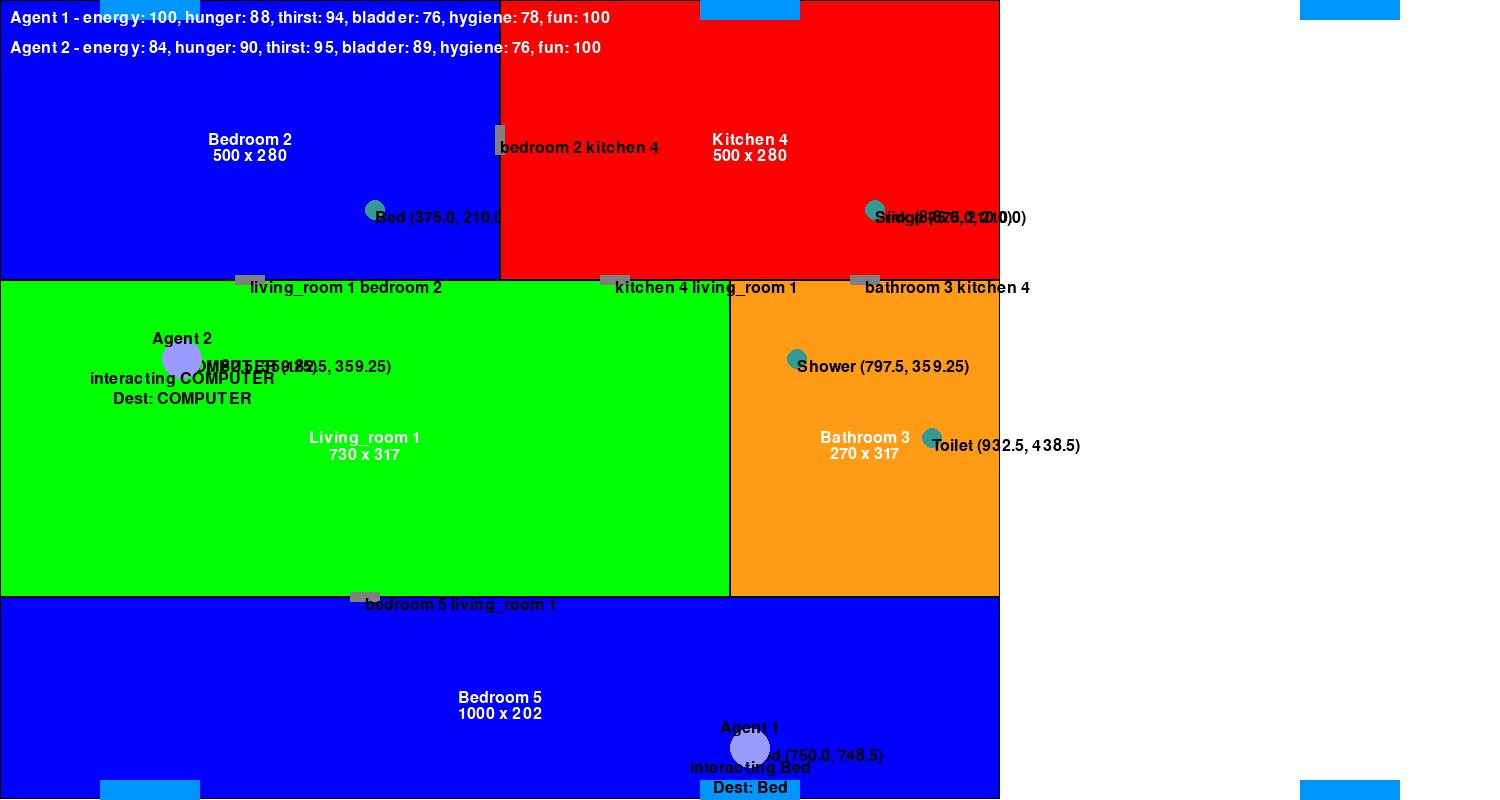 Agent 1 - energy: 100, hunger: 88, thirst: 94, bladder: 76, hygiene: 78, fun: 100
Agent 2 - energy: 84, hunger: 90, thirst: 95, bladder: 89, hygiene: 76, fun: 100
Bedroom 2
500 x 280
Kitchen 4
500 x 280
bedroom 2 kitchen 4
Bed (375.0, 210.0
living_room 1 bedroom 2
kitchen 4 living_room 1
bathroom 3 kitchen 4
Agent 2
interacting COMPUTER
Dest: COMPUTER
Shower (797.5, 359.25)
Living_room 1
730 x 317
Bathroom 3
270 x 317
Toilet (932.5, 438.5)
bedroom 5 living_room 1
Bedroom 5
1000 x 202
Agent 1
(750.0, 748.5)
interacting Bed
Dest: Bed